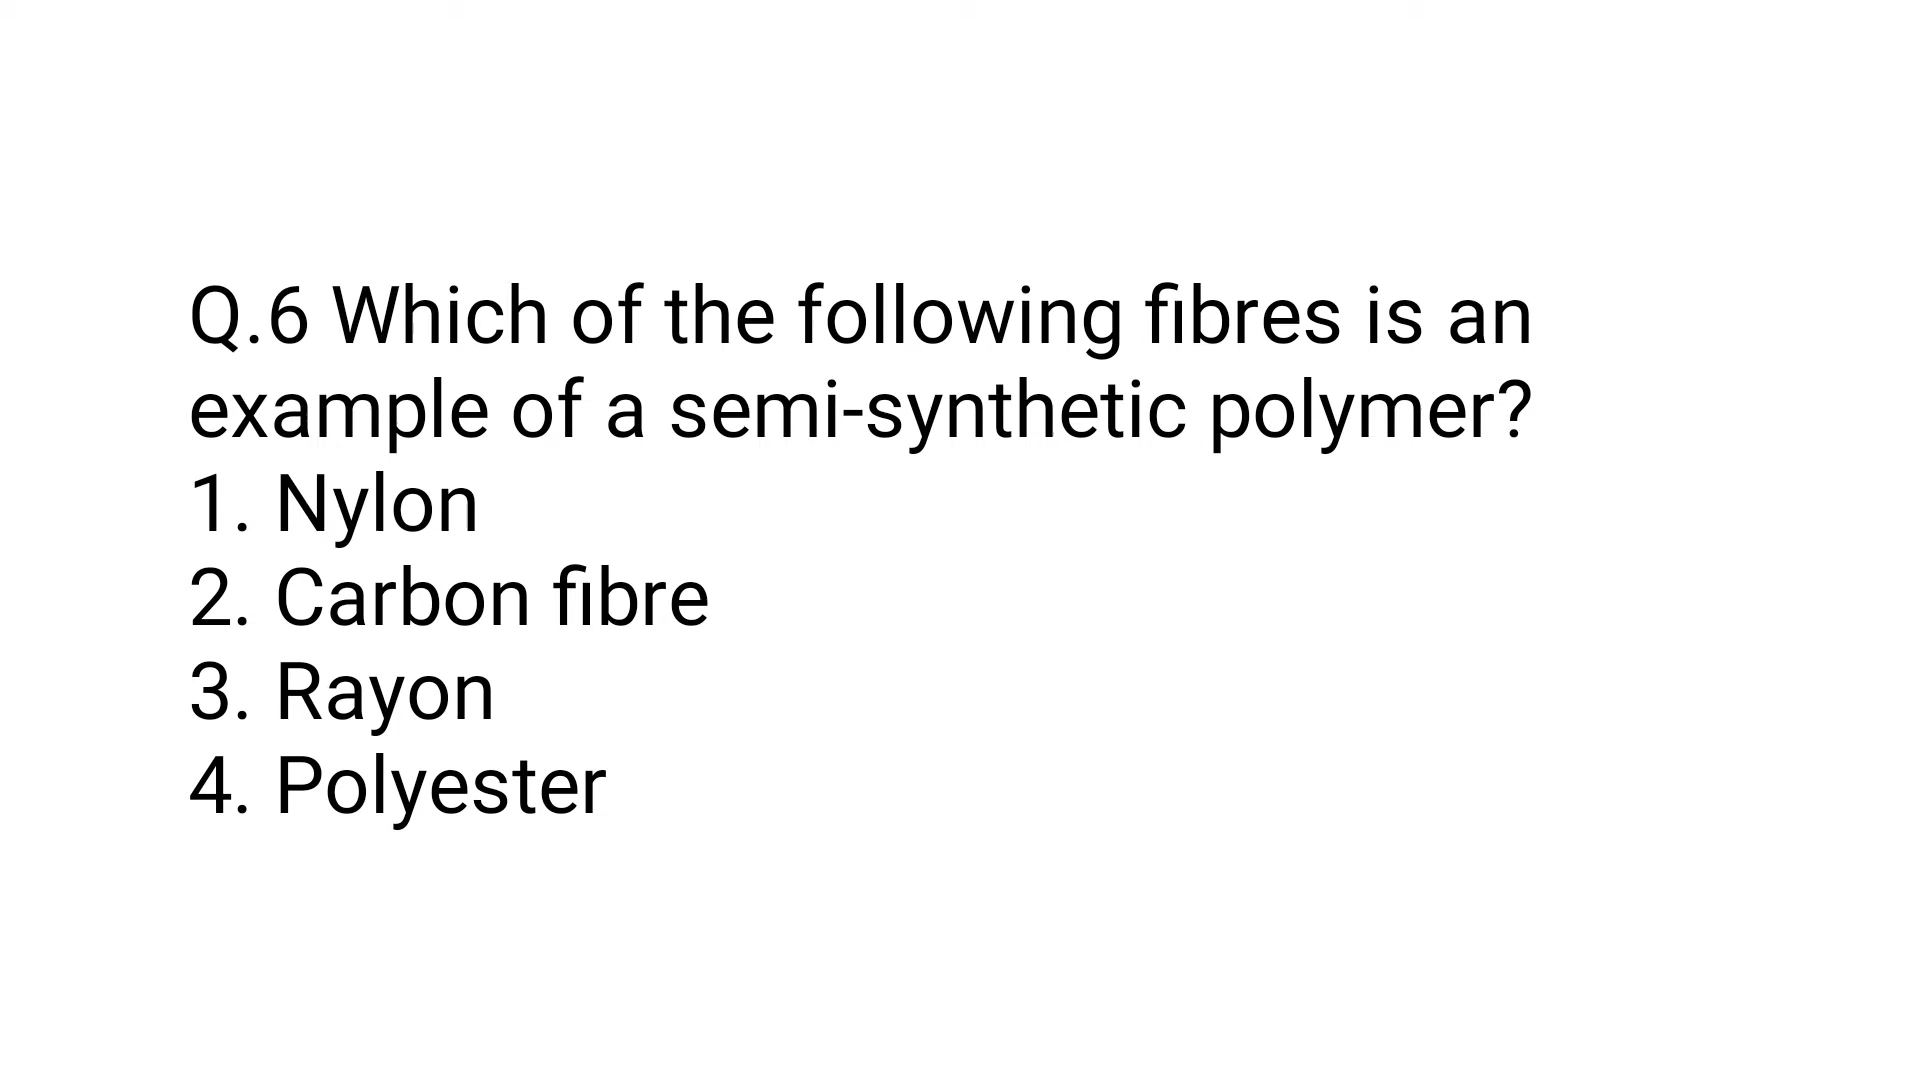 Q.6 Which of the following fibres is an
example of a semi-synthetic polymer?
1. Nylon
2. Carbon fibre
3. Rayon
4. Polyester